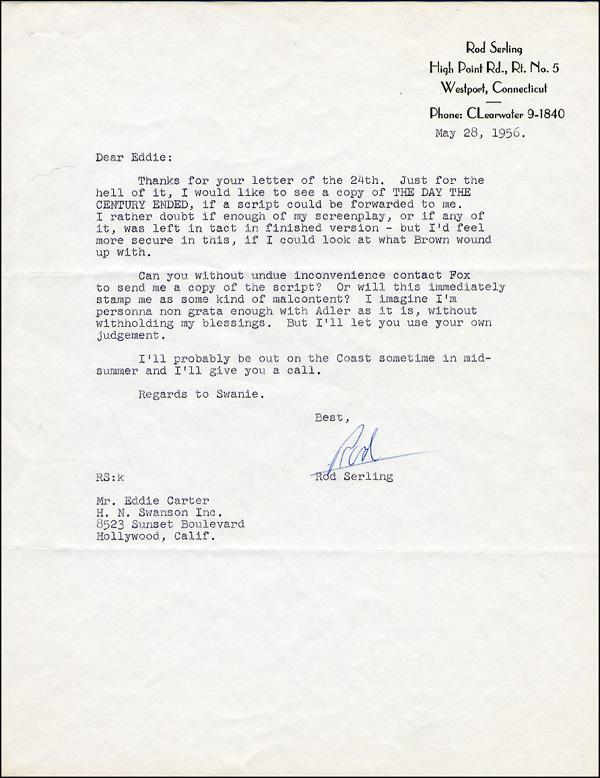 Rod Serling
High Point Rd., Rt. No. 5
Westport, Connecticut
Phone: CLearwater 9-1840
May 28, 1956.
Dear Eddie:
Thanks for your letter of the 24th. Just for the
hell of it, I would like to see a copy of THE DAY THE
CENTURY ENDED, if a script could be forwarded to me.
I rather doubt if enough of my screenplay, or if any of
it, was left in tact in finished version - but I'd feel
more secure in this, if I could look at what Brown wound
up with.
Can you without undue inconvenience contact Fox
to send me a copy of the script? Or will this immediately
stamp me as some kind of malcontent? I imagine I'm
personna non grata enough with Adler as it is, without
withholding my blessings. But I'll let you use your own
judgement.
I'll probably be out on the Coast sometime in mid-
summer and I'll give you a call.
Regards to Swanie.
Best,
Rod
RS:k
Rod Serling
Mr. Eddie Carter
H. N. Swanson Inc.
8523 Sunset Boulevard
Hollywood, Calif.